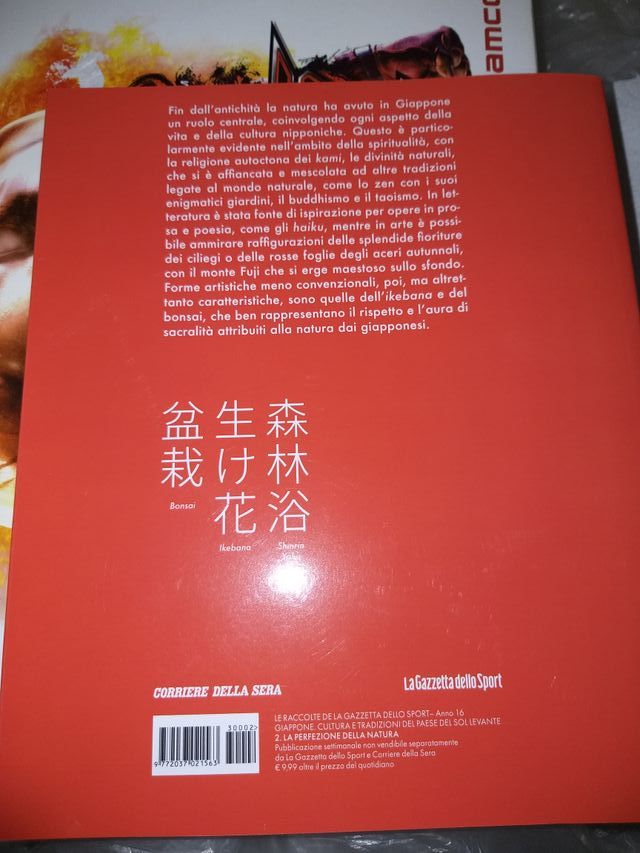 amco
Fin dall'antichità la natura ha avuto in Giappone
un ruolo centrale, coinvolgendo ogni aspetto della
vita e della cultura nipponiche. Questo è partico-
larmente evidente nell'ambito della spiritualità, con
la religione autoctona dei kami, le divinità naturali,
che si è affiancata e mescolata ad altre tradizioni
legate al mondo naturale, come lo zen con i suoi
enigmatici giardini, il buddhismo e il taoismo. In let-
teratura è stata fonte di ispirazione per opere in pro-
sa e poesia, come gli haiku, mentre in arte è possi-
bile ammirare raffigurazioni delle splendide fioriture
dei ciliegi o delle rosse foglie degli aceri autunnali,
con il monte Fuji che si erge maestoso sullo sfondo.
Forme artistiche meno convenzionali, poi, ma altret-
tanto caratteristiche, sono quelle dell'ikebana e del
bonsai, che ben rappresentano il rispetto e l'aura di
sacralità attribuiti alla natura dai giapponesi.
森林浴
Shinrin
Yoku
生け花
Ikebana
盆栽
Bonsai
CORRIERE DELLA SERA
La Gazzetta dello Sport
30002>
9 772037 021563
LE RACCOLTE DE LA GAZZETTA DELLO SPORT– Anno 16
GIAPPONE. CULTURA E TRADIZIONI DEL PAESE DEL SOL LEVANTE
2. LA PERFEZIONE DELLA NATURA
Pubblicazione settimanale non vendibile separatamente
da La Gazzetta dello Sport e Corriere della Sera
€ 9,99 oltre il prezzo del quotidiano